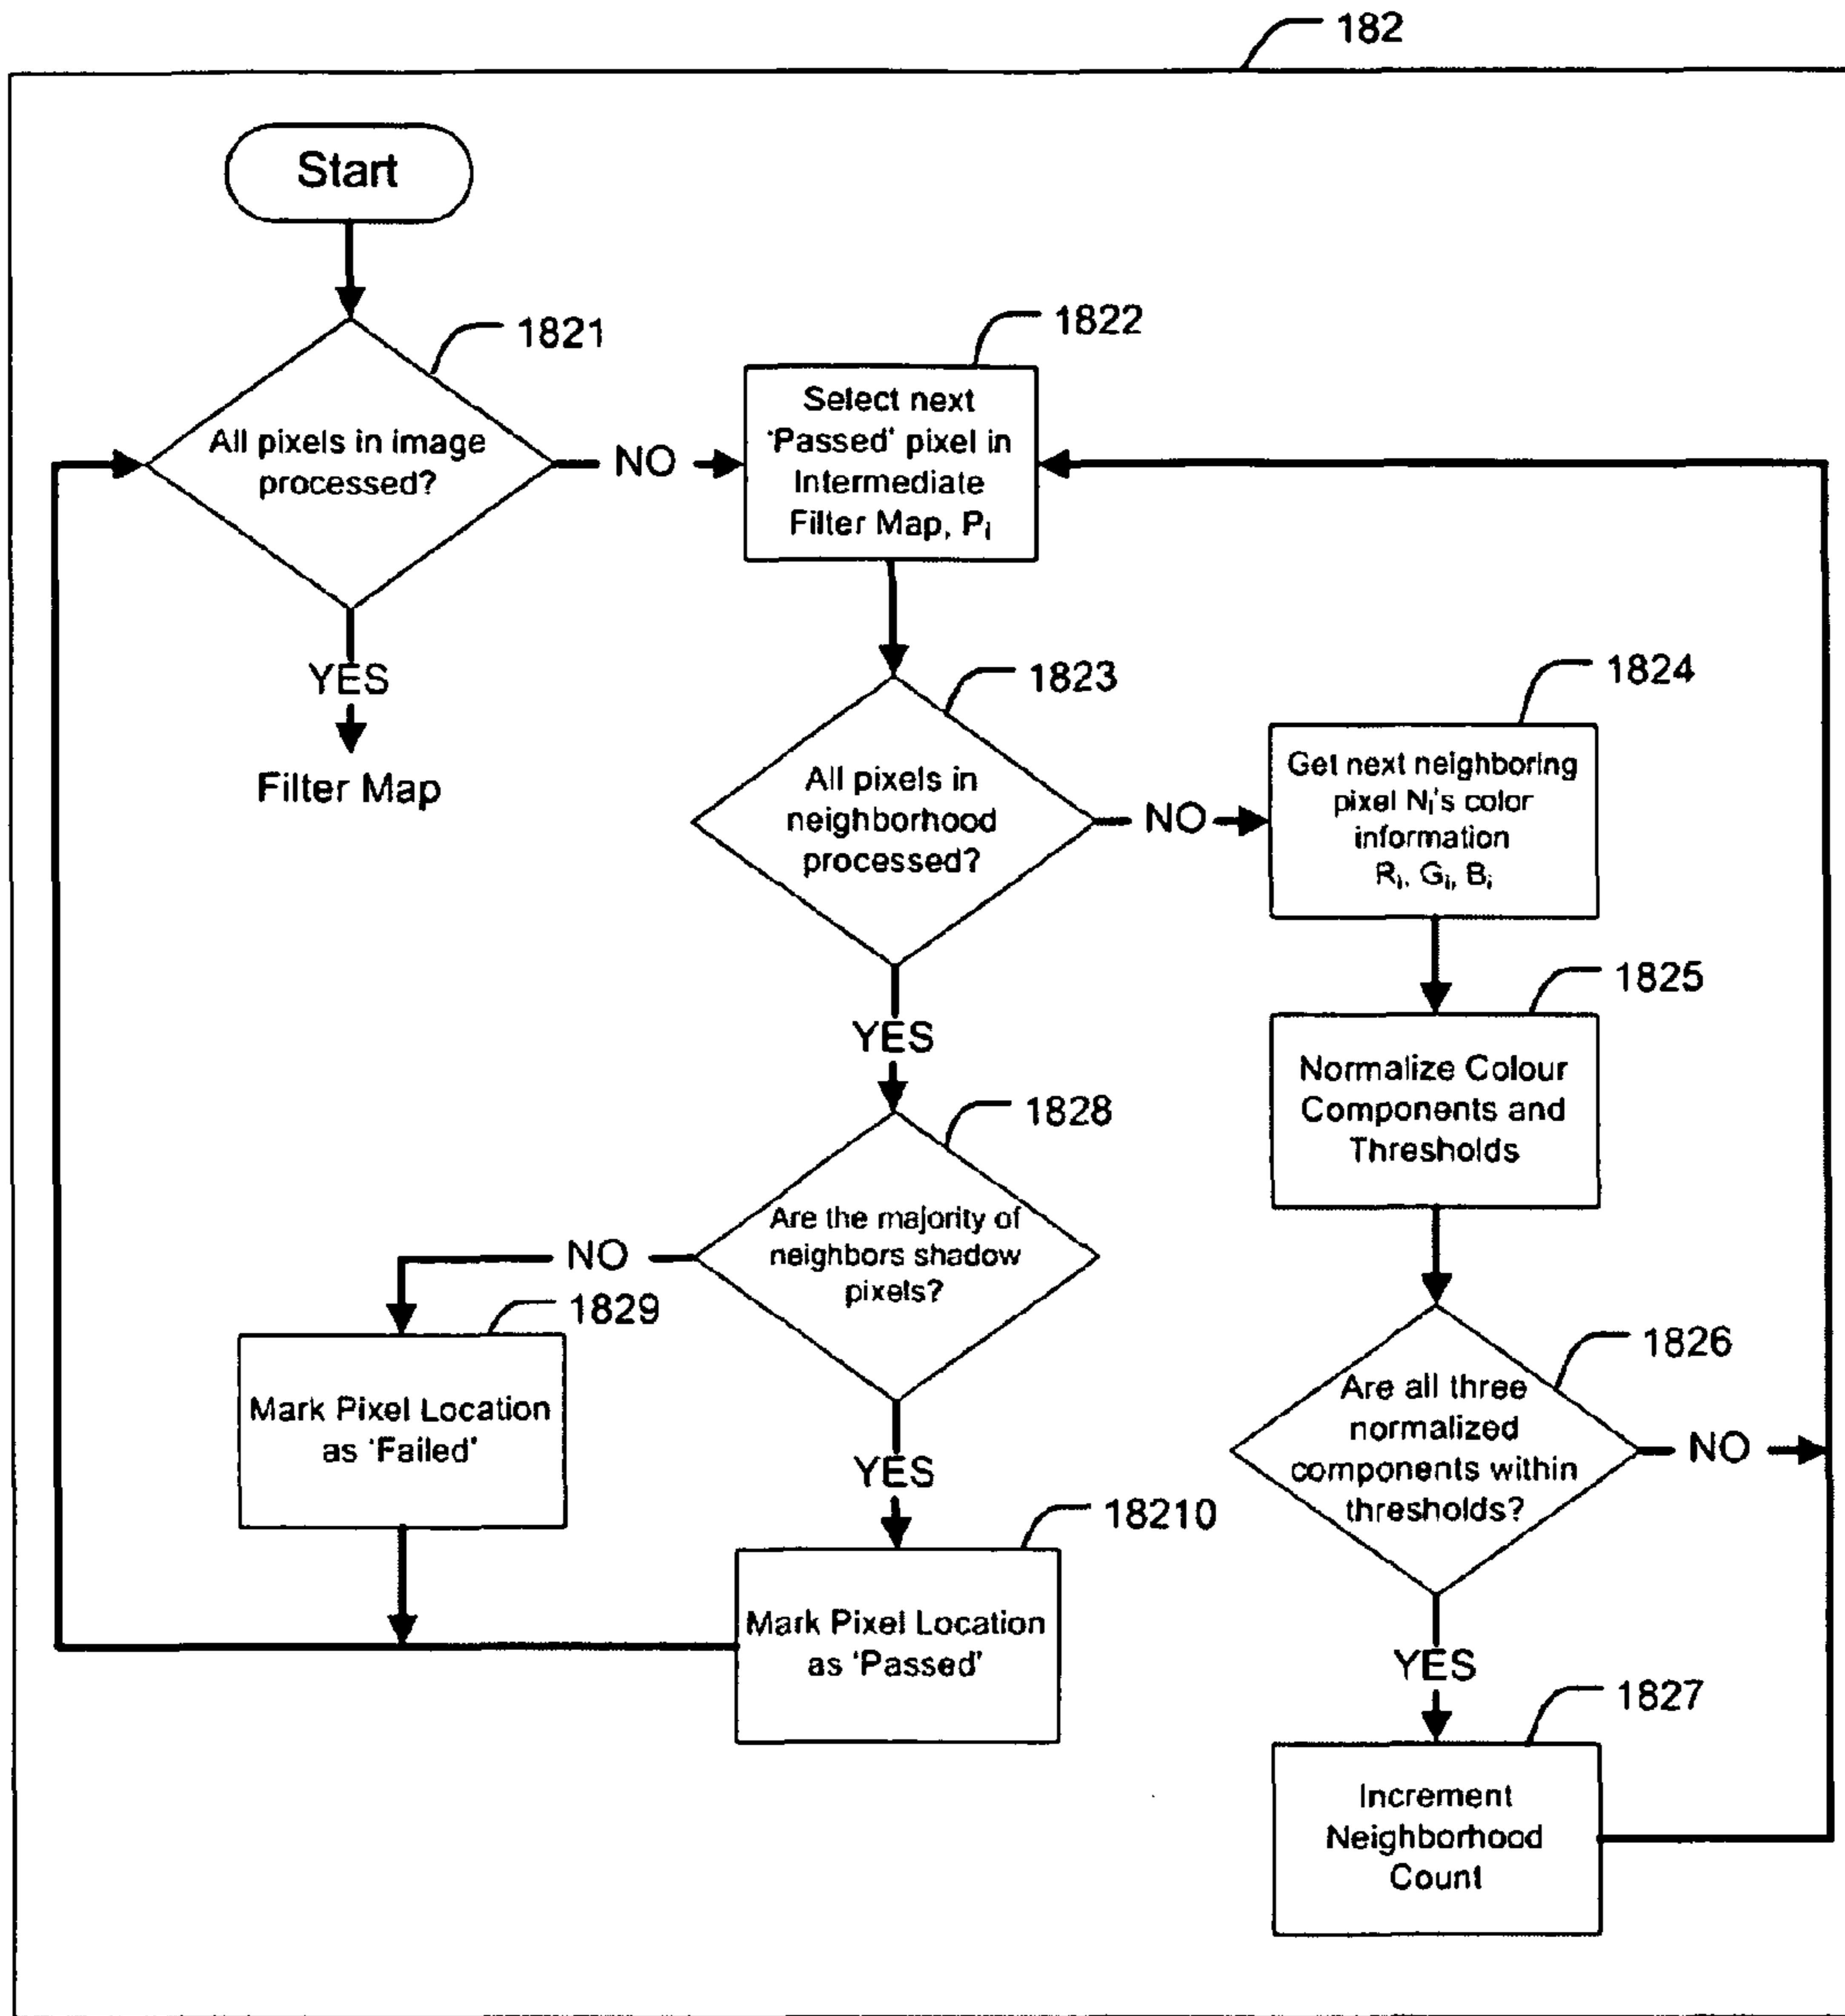 182
Start
1821
All pixels in image
processed?
NO
1822
Select next
'Passed' pixel in
Intermediate
Filter Map, Pi
YES
Filter Map
1823
All pixels in
neighborhood
processed?
NO
1824
Get next neighboring
pixel Ni's color
information
Ri, Gi, Bi
1825
Normalize Colour
Components and
Thresholds
YES
1828
Are the majority of
neighbors shadow
pixels?
NO
1829
Mark Pixel Location
as 'Failed'
1826
Are all three
normalized
components within
thresholds?
NO
YES
18210
Mark Pixel Location
as 'Passed'
YES
1827
Increment
Neighborhood
Count